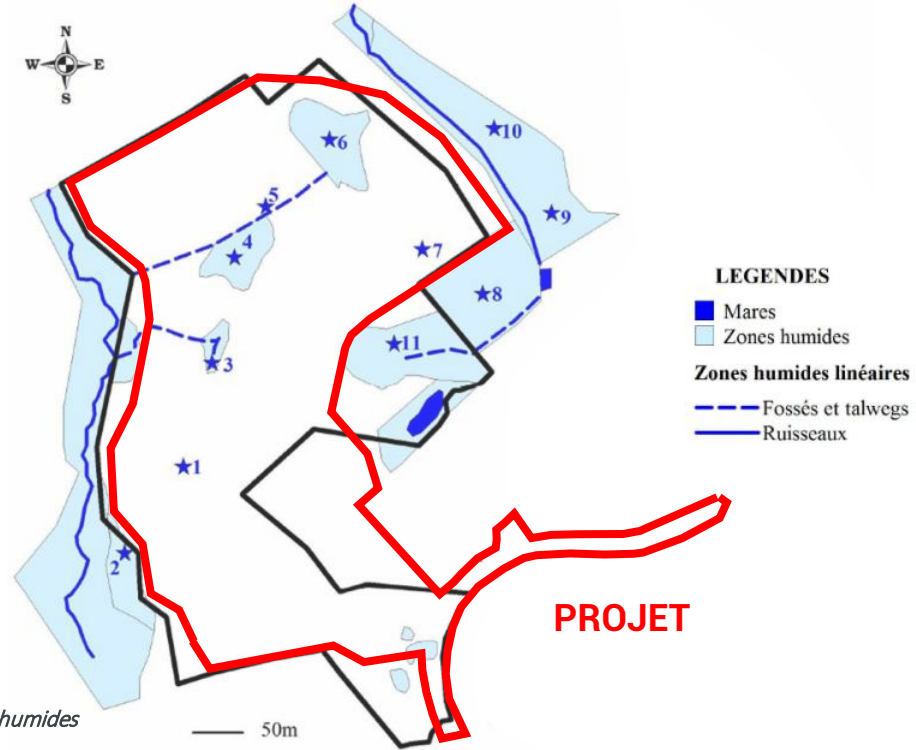 N
W E
S
10
6
5
9
4
7
8
11
3
1
2
LEGENDES
Mares
Zones humides
Zones humides linéaires
Fossés et talwegs
Ruisseaux
PROJET
humides
50m